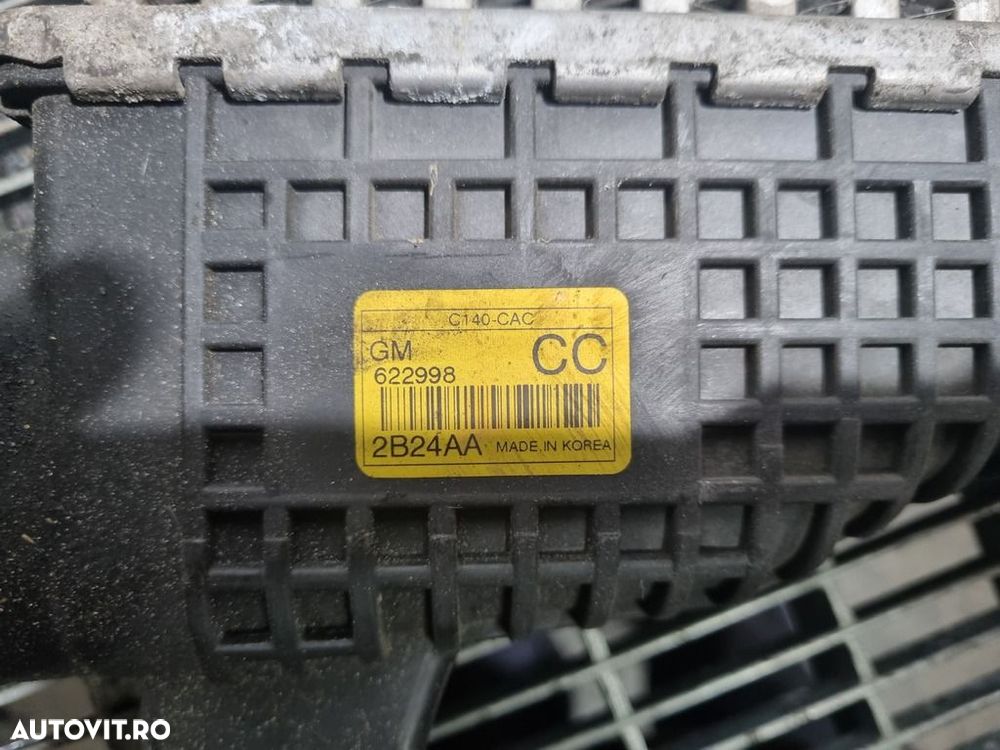 C140-CAC
GM CC
622998
2B24AA MADE IN KOREA
AUTOVIT.RO